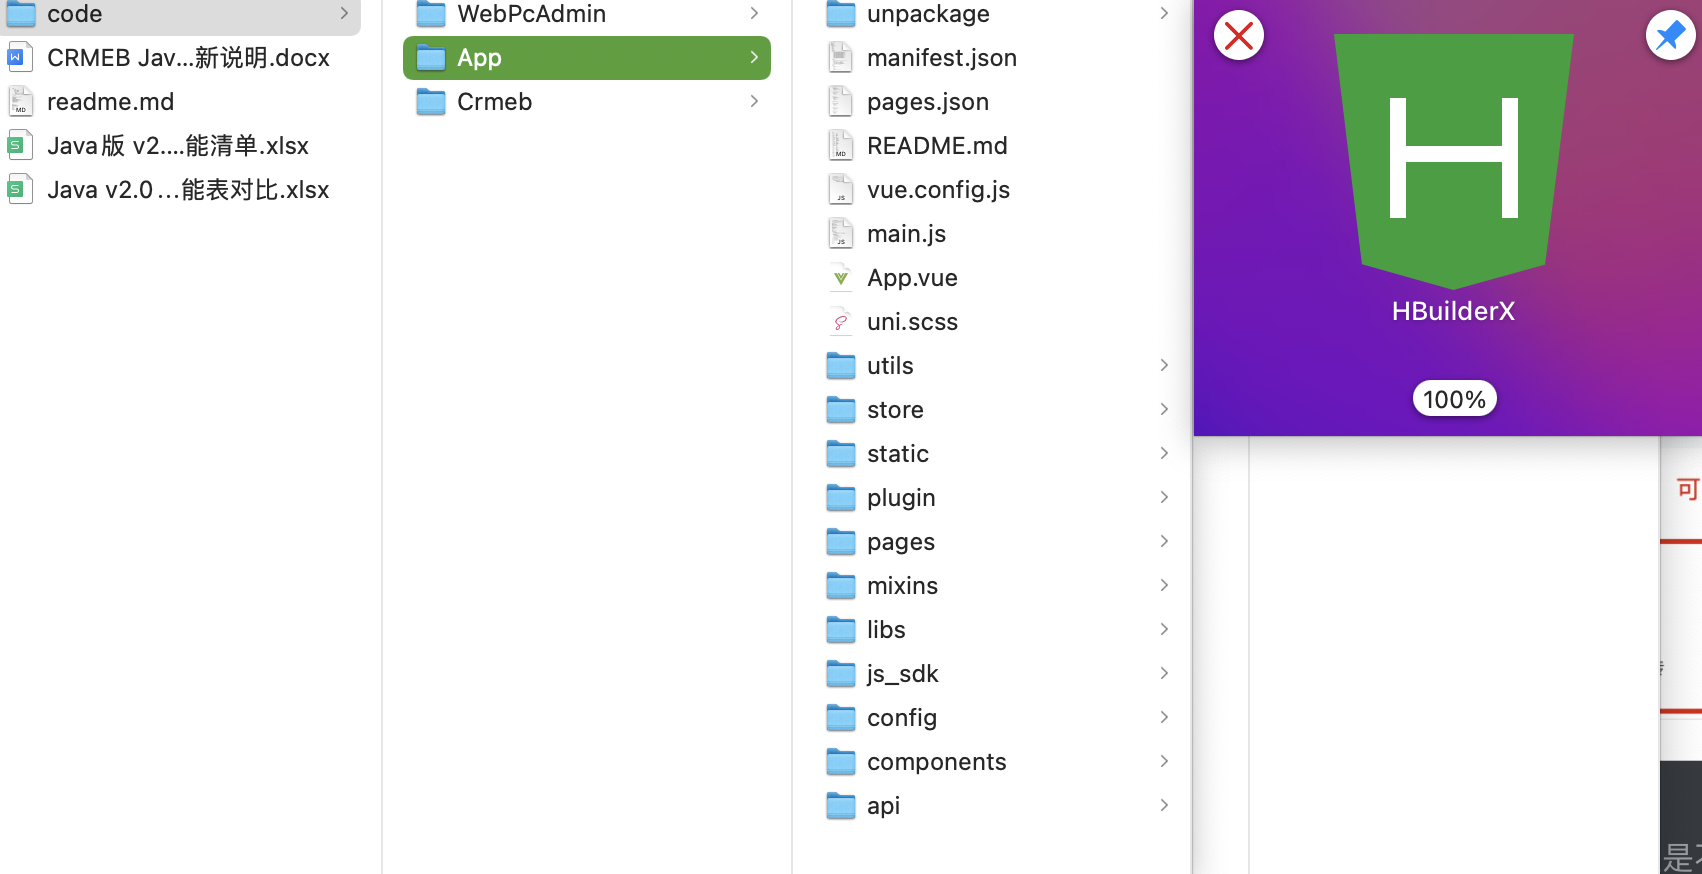 code
CRMEB Jav...新说明.docx
readme.md
Java版 v2....能清单.xlsx
Java v2.0...能表对比.xlsx
WebPcAdmin
App
Crmeb
unpackage
manifest.json
pages.json
README.md
vue.config.js
main.js
App.vue
uni.scss
utils
store
static
plugin
pages
mixins
libs
js_sdk
config
components
api
HBuilderX
100%
可
是